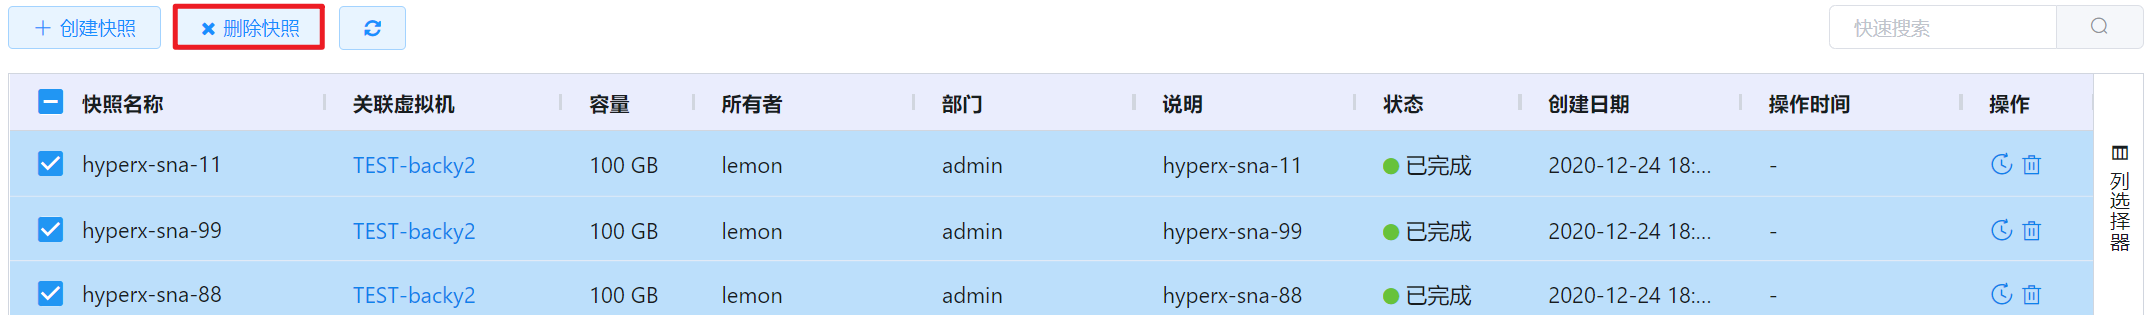 创建快照 删除快照 快速搜索
快照名称 关联虚拟机 容量 所有者 部门 说明 状态 创建日期 操作时间 操作
hyperx-sna-11 TEST-backy2 100 GB lemon admin hyperx-sna-11 已完成 2020-12-24 18:... -
hyperx-sna-99 TEST-backy2 100 GB lemon admin hyperx-sna-99 已完成 2020-12-24 18:... -
hyperx-sna-88 TEST-backy2 100 GB lemon admin hyperx-sna-88 已完成 2020-12-24 18:... -
列选择器